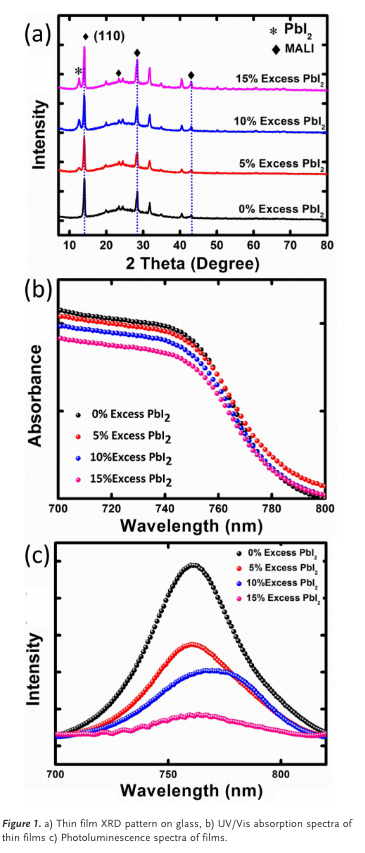 (a)
♦ (110)
* PbI2
♦ MALI
*
♦
♦
♦
15% Excess PbI2
10% Excess PbI2
5% Excess PbI2
0% Excess PbI2
Intensity
10 20 30 40 50 60 70 80
2 Theta (Degree)
(b)
Absorbance
0% Excess PbI2
5% Excess PbI2
10%Excess PbI2
15%Excess PbI2
700 720 740 760 780 800
Wavelength (nm)
(c)
0% Excess PbI2
5% Excess PbI2
10%Excess PbI2
15% Excess PbI2
Intensity
700 760 800
Wavelength (nm)
Figure 1. a) Thin film XRD pattern on glass, b) UV/Vis absorption spectra of
thin films c) Photoluminescence spectra of films.